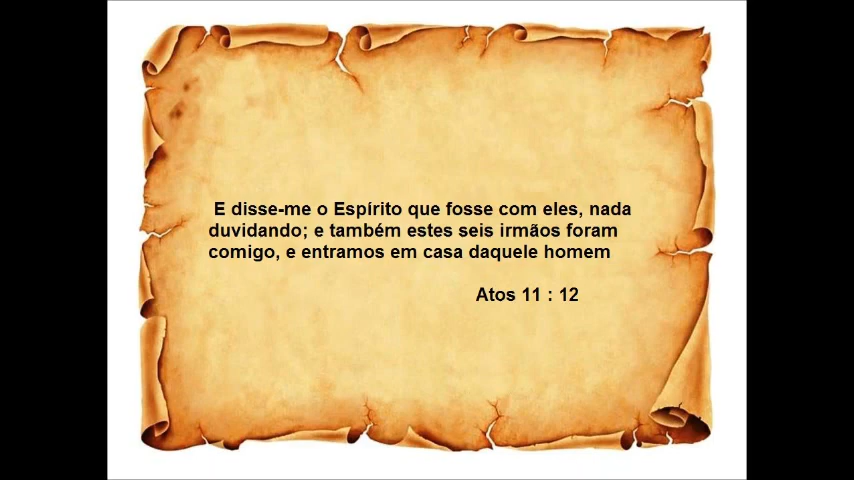 E disse-me o Espírito que fosse com eles, nada
duvidando; e também estes seis irmãos foram
comigo, e entramos em casa daquele homem
Atos 11 : 12